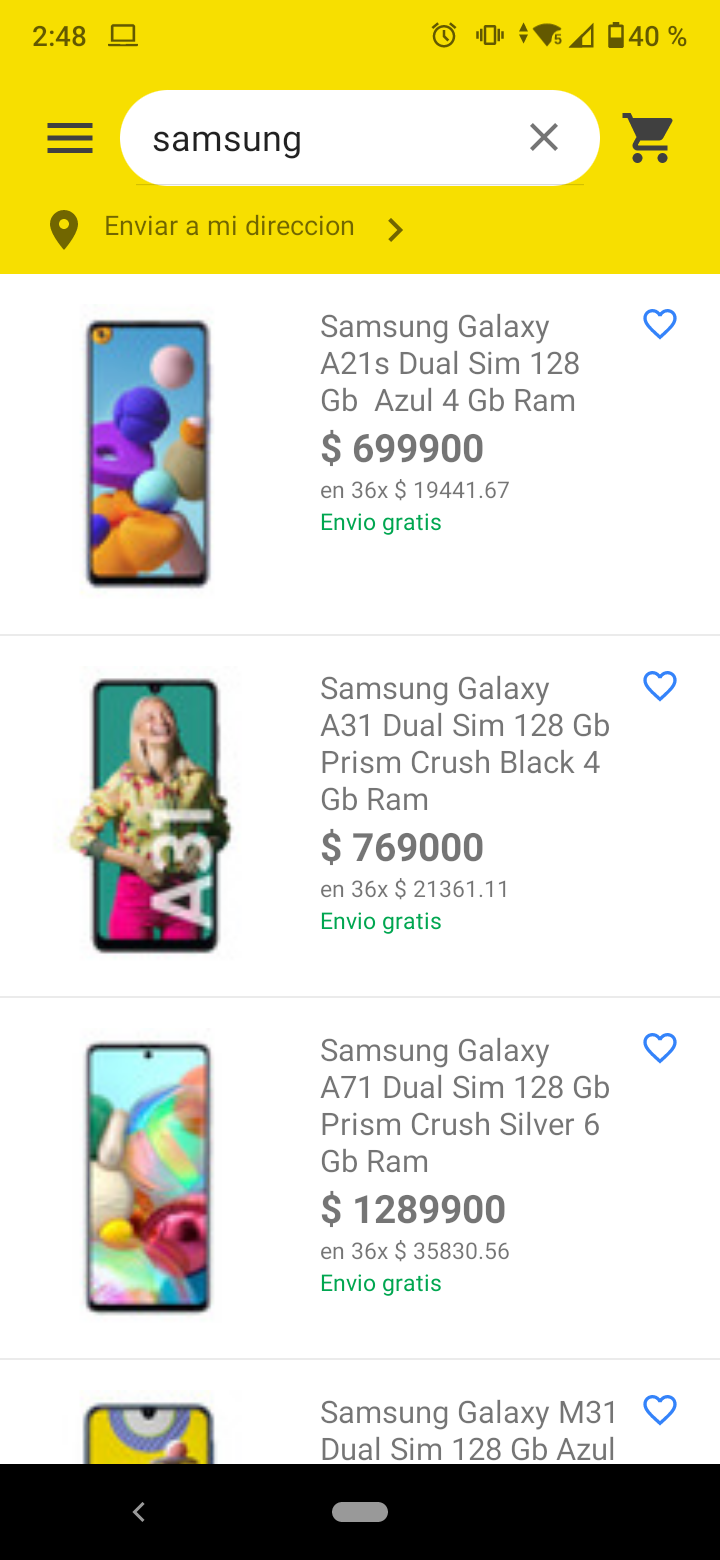 2:48
5
40 %
samsung
Enviar a mi direccion
Samsung Galaxy
A21s Dual Sim 128
Gb  Azul 4 Gb Ram
$ 699900
en 36x $ 19441.67
Envio gratis
A31
Samsung Galaxy
A31 Dual Sim 128 Gb
Prism Crush Black 4
Gb Ram
$ 769000
en 36x $ 21361.11
Envio gratis
Samsung Galaxy
A71 Dual Sim 128 Gb
Prism Crush Silver 6
Gb Ram
$ 1289900
en 36x $ 35830.56
Envio gratis
Samsung Galaxy M31
Dual Sim 128 Gb Azul